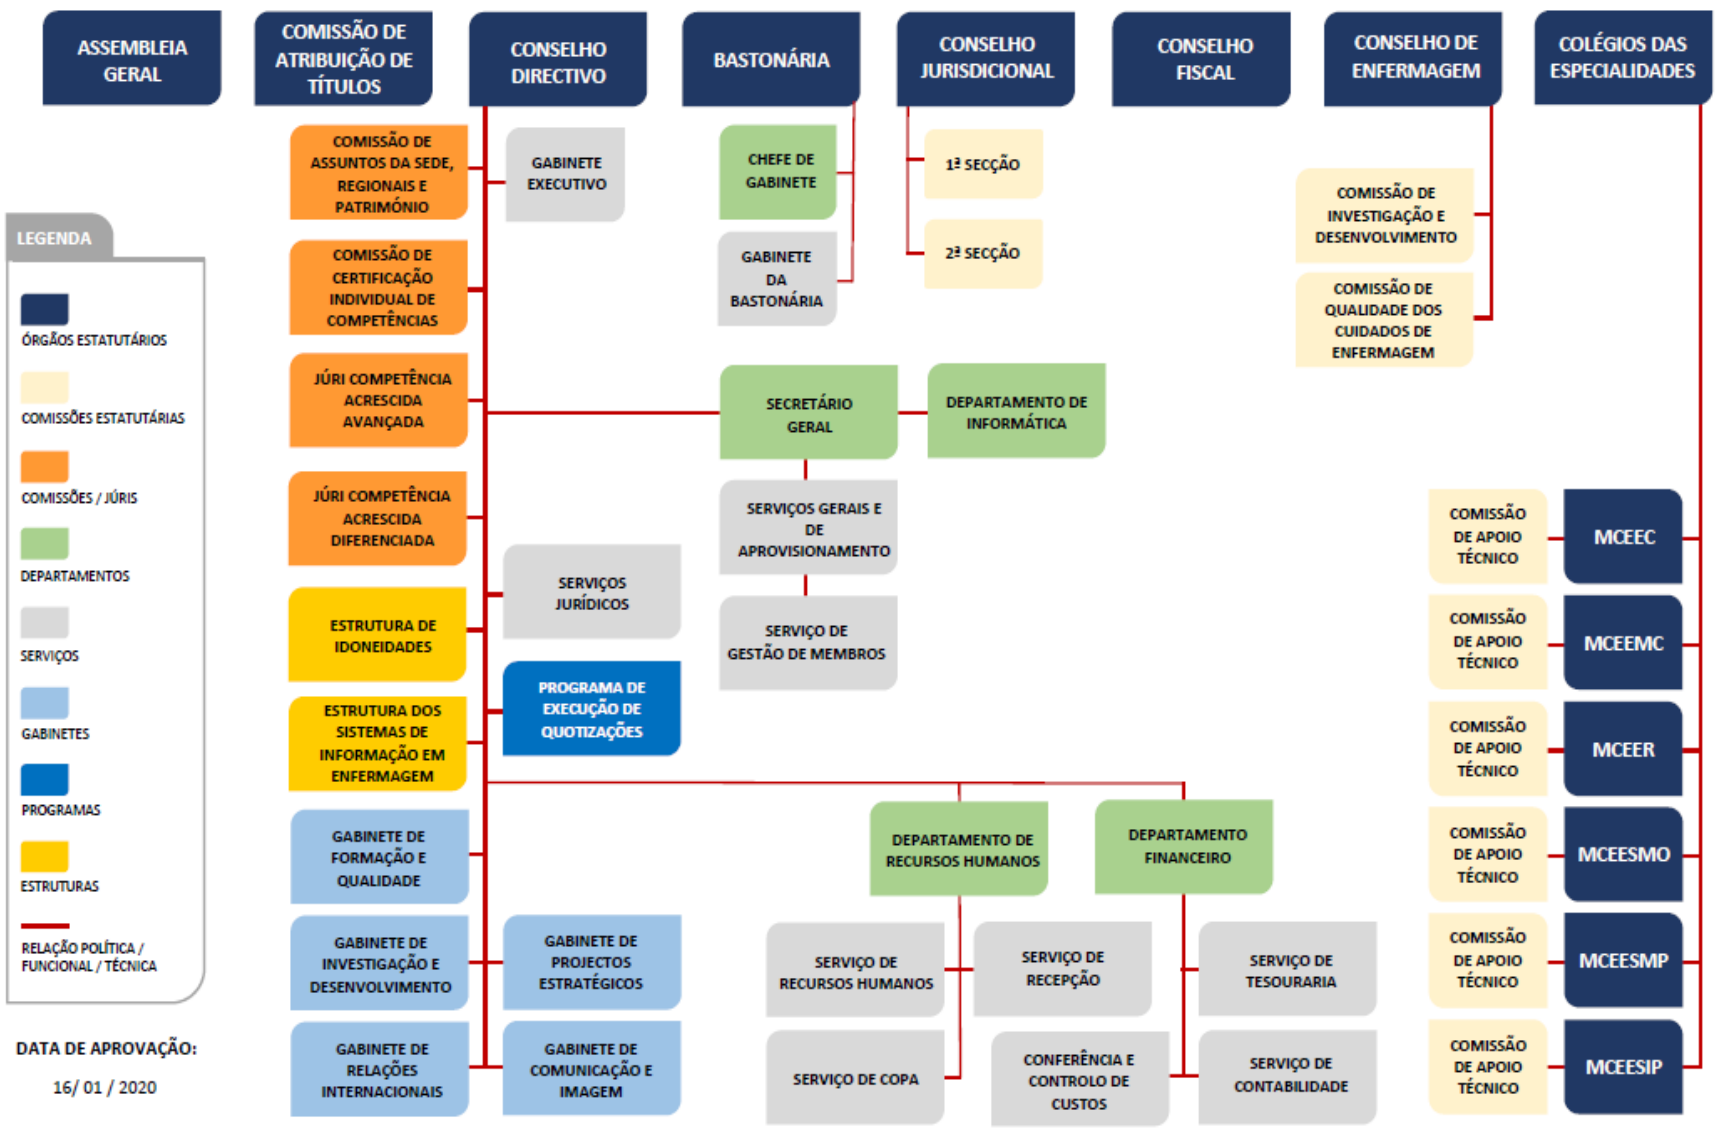 ASSEMBLEIA
GERAL
COMISSÃO DE
ATRIBUIÇÃO DE
TÍTULOS
CONSELHO
DIRECTIVO
BASTONÁRIA
CONSELHO
JURISDICIONAL
CONSELHO
FISCAL
CONSELHO DE
ENFERMAGEM
COLÉGIOS DAS
ESPECIALIDADES
COMISSÃO DE
ASSUNTOS DA SEDE,
REGIONAIS E
PATRIMÓNIO
GABINETE
EXECUTIVO
CHEFE DE
GABINETE
1ª SECÇÃO
COMISSÃO DE
INVESTIGAÇÃO E
DESENVOLVIMENTO
COMISSÃO DE
CERTIFICAÇÃO
INDIVIDUAL DE
COMPETÊNCIAS
GABINETE
DA
BASTONÁRIA
2ª SECÇÃO
COMISSÃO DE
QUALIDADE DOS
CUIDADOS DE
ENFERMAGEM
JÚRI COMPETÊNCIA
ACRESCIDA
AVANÇADA
SECRETÁRIO
GERAL
DEPARTAMENTO DE
INFORMÁTICA
JÚRI COMPETÊNCIA
ACRESCIDA
DIFERENCIADA
SERVIÇOS GERAIS E
DE
APROVISIONAMENTO
COMISSÃO
DE APOIO
TÉCNICO
MCEEC
SERVIÇOS
JURÍDICOS
ESTRUTURA DE
IDONEIDADES
SERVIÇO DE
GESTÃO DE MEMBROS
COMISSÃO
DE APOIO
TÉCNICO
MCEEMC
PROGRAMA DE
EXECUÇÃO DE
QUOTIZAÇÕES
ESTRUTURA DOS
SISTEMAS DE
INFORMAÇÃO EM
ENFERMAGEM
COMISSÃO
DE APOIO
TÉCNICO
MCEER
GABINETE DE
FORMAÇÃO E
QUALIDADE
DEPARTAMENTO DE
RECURSOS HUMANOS
DEPARTAMENTO
FINANCEIRO
COMISSÃO
DE APOIO
TÉCNICO
MCEESMO
GABINETE DE
INVESTIGAÇÃO E
DESENVOLVIMENTO
GABINETE DE
PROJECTOS
ESTRATÉGICOS
SERVIÇO DE
RECURSOS HUMANOS
SERVIÇO DE
RECEPÇÃO
SERVIÇO DE
TESOURARIA
COMISSÃO
DE APOIO
TÉCNICO
MCEESMP
GABINETE DE
RELAÇÕES
INTERNACIONAIS
GABINETE DE
COMUNICAÇÃO E
IMAGEM
SERVIÇO DE COPA
CONFERÊNCIA E
CONTROLO DE
CUSTOS
SERVIÇO DE
CONTABILIDADE
COMISSÃO
DE APOIO
TÉCNICO
MCEESIP
LEGENDA
ÓRGÃOS ESTATUTÁRIOS
COMISSÕES ESTATUTÁRIAS
COMISSÕES / JÚRIS
DEPARTAMENTOS
SERVIÇOS
GABINETES
PROGRAMAS
ESTRUTURAS
RELAÇÃO POLÍTICA /
FUNCIONAL / TÉCNICA
DATA DE APROVAÇÃO:
16/ 01 / 2020